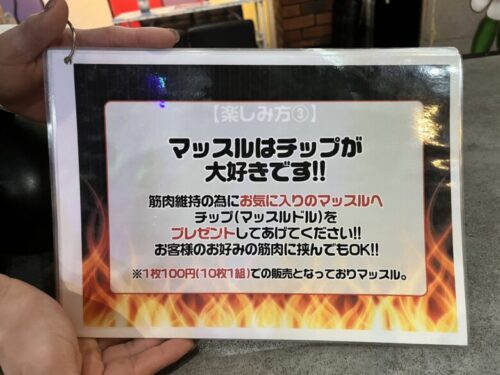 【楽しみ方③】
マッスルはチップが
大好きです!!
筋肉維持の為にお気に入りのマッスルへ
チップ(マッスルドル)を
プレゼントしてあげてください!!
お客様のお好みの筋肉に挟んでもOK!!
※1枚100円(10枚1組)での販売となっておりマッスル。